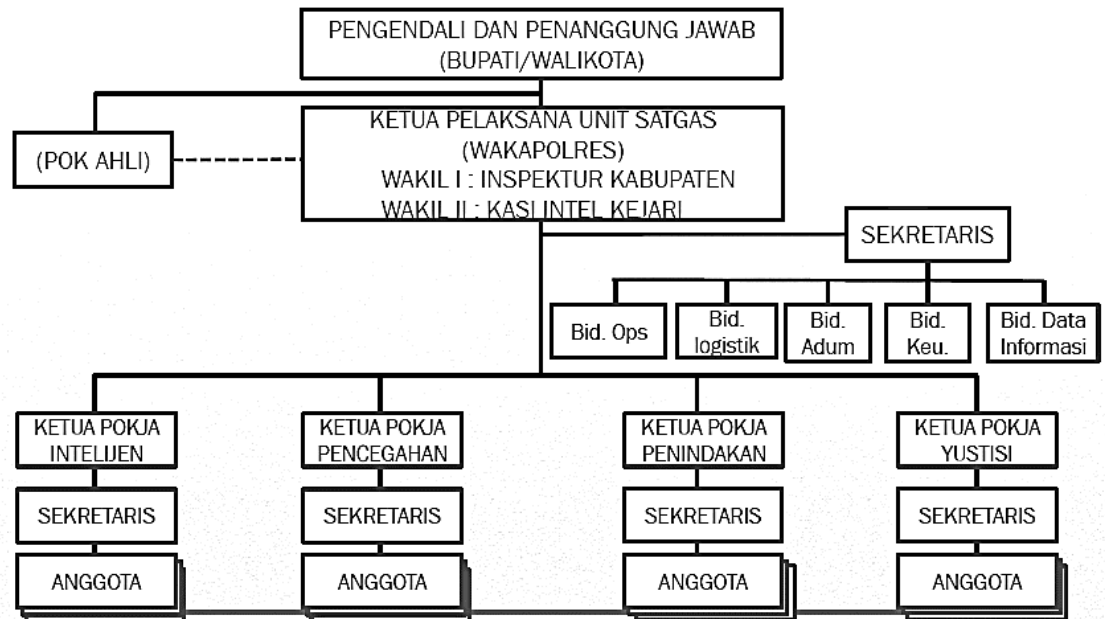 PENGENDALI DAN PENANGGUNG JAWAB
(BUPATI/WALIKOTA)
(POK AHLI)
KETUA PELAKSANA UNIT SATGAS
(WAKAPOLRES)
WAKIL I : INSPEKTUR KABUPATEN
WAKIL II : KASI INTEL KEJARI
SEKRETARIS
Bid. Ops
Bid.
logistik
Bid.
Adum
Bid.
Keu.
Bid. Data
Informasi
KETUA POKJA
INTELIJEN
KETUA POKJA
PENCEGAHAN
KETUA POKJA
PENINDAKAN
KETUA POKJA
YUSTISI
SEKRETARIS
SEKRETARIS
SEKRETARIS
SEKRETARIS
ANGGOTA
ANGGOTA
ANGGOTA
ANGGOTA